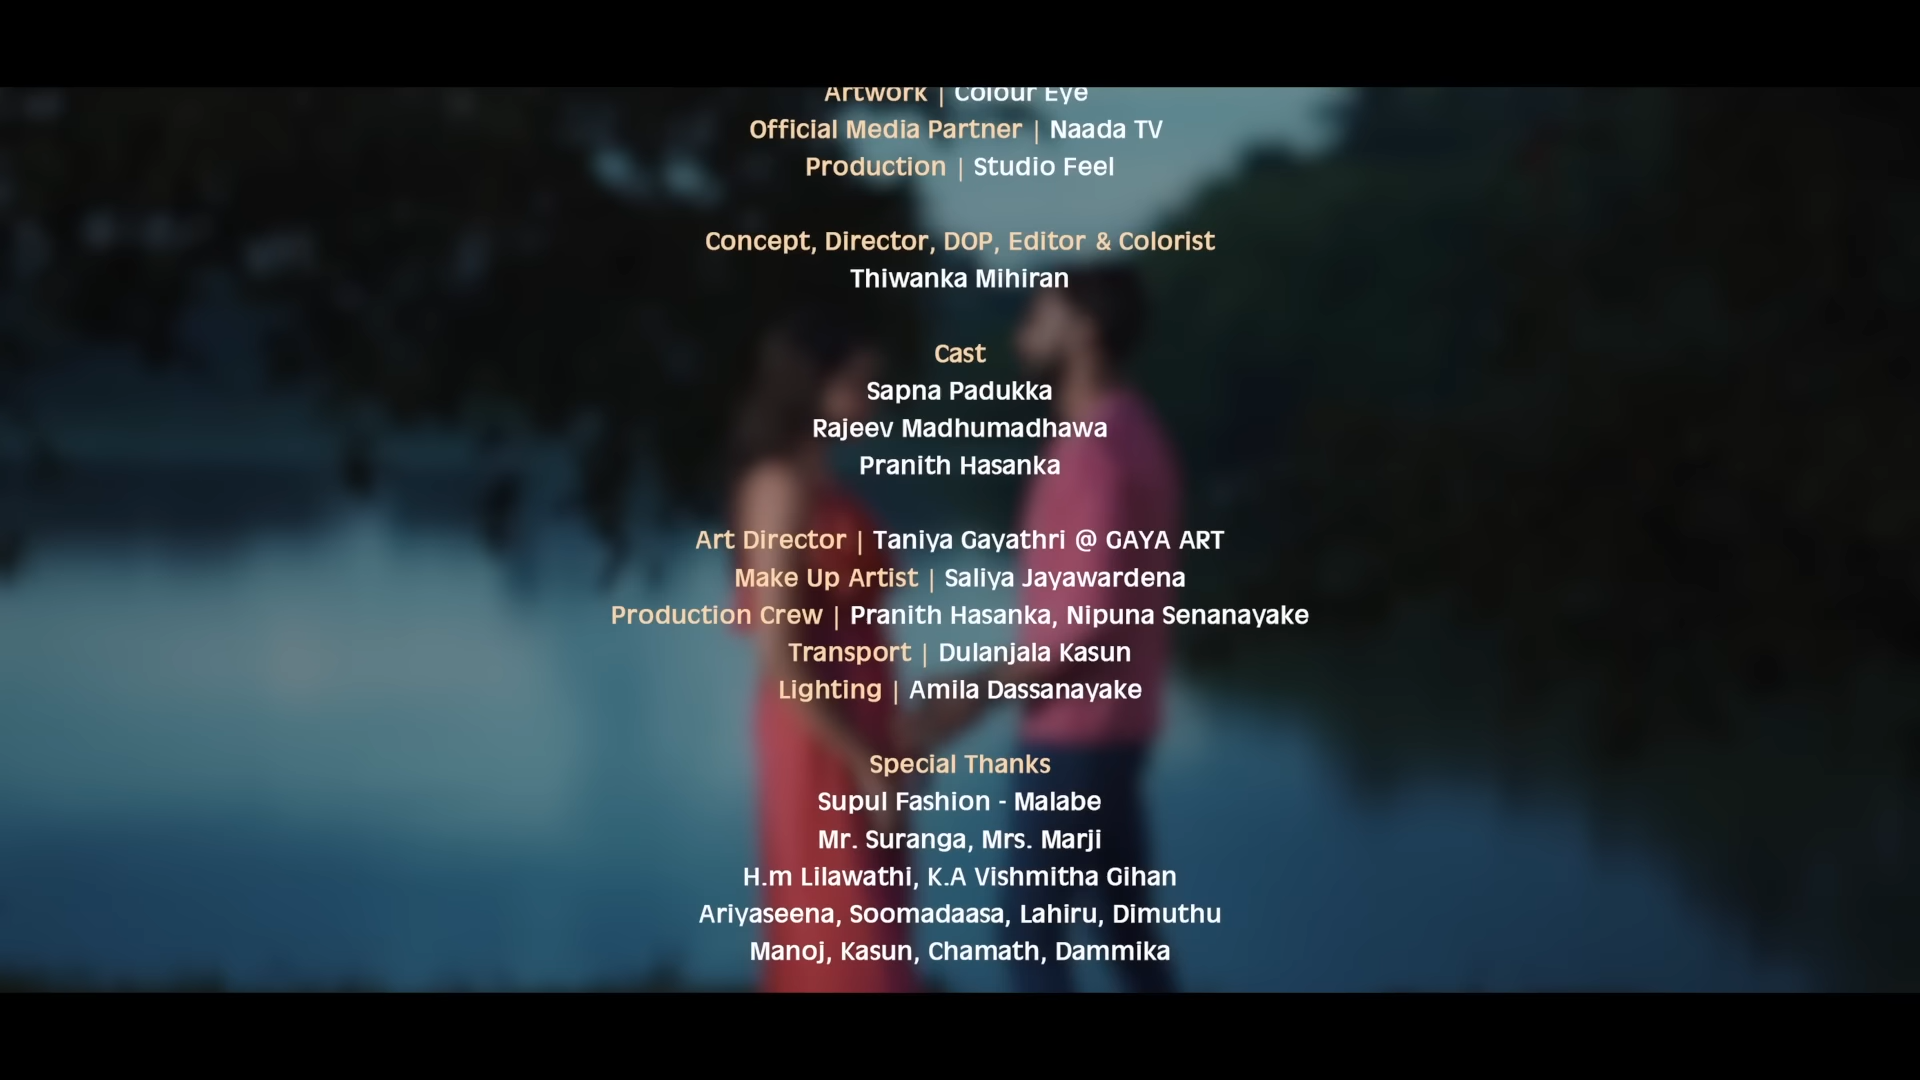 Artwork | Colour Eye
Official Media Partner | Naada TV
Production | Studio Feel
Concept, Director, DOP, Editor & Colorist
Thiwanka Mihiran
Cast
Sapna Padukka
Rajeev Madhumadhawa
Pranith Hasanka
Art Director | Taniya Gayathri @ GAYA ART
Make Up Artist | Saliya Jayawardena
Production Crew | Pranith Hasanka, Nipuna Senanayake
Transport | Dulanjala Kasun
Lighting | Amila Dassanayake
Special Thanks
Supul Fashion - Malabe
Mr. Suranga, Mrs. Marji
H.m Lilawathi, K.A Vishmitha Gihan
Ariyaseena, Soomadaasa, Lahiru, Dimuthu
Manoj, Kasun, Chamath, Dammika